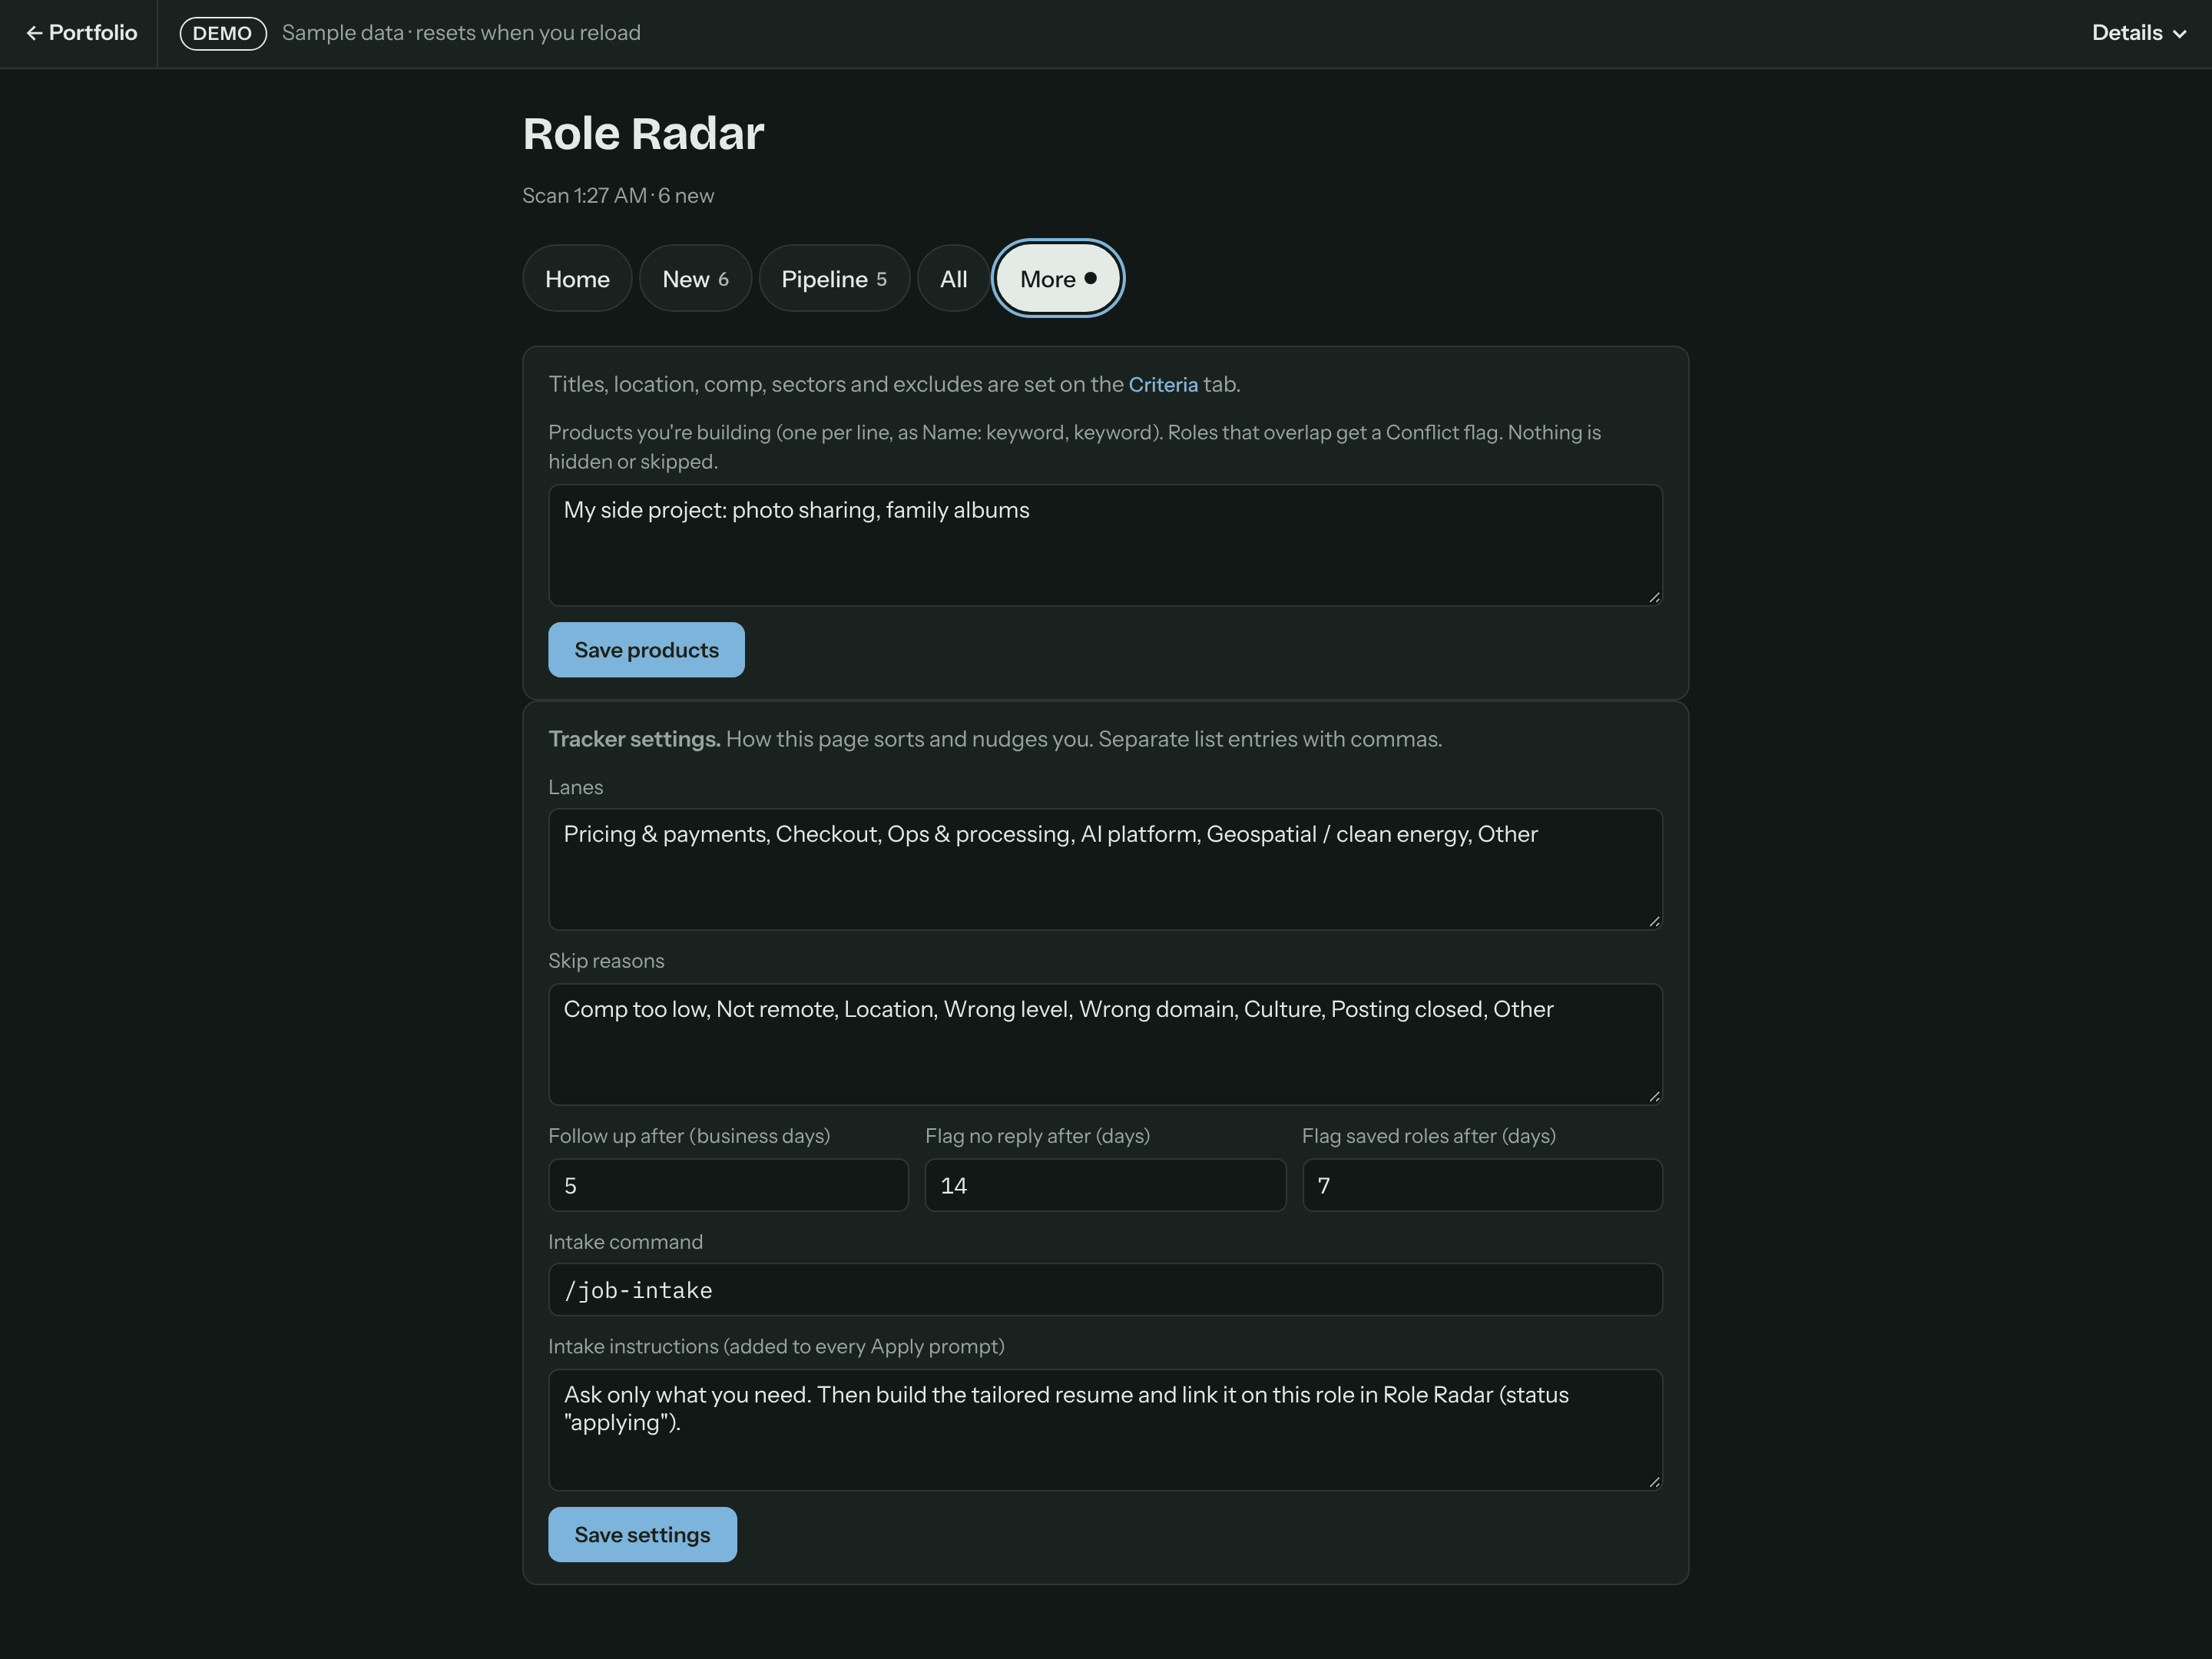 ← Portfolio
DEMO
Sample data · resets when you reload
Details
Role Radar
Scan 1:27 AM · 6 new
Home
New 6
Pipeline 5
All
More
Titles, location, comp, sectors and excludes are set on the Criteria tab.
Products you're building (one per line, as Name: keyword, keyword). Roles that overlap get a Conflict flag. Nothing is
hidden or skipped.
My side project: photo sharing, family albums
Save products
Tracker settings. How this page sorts and nudges you. Separate list entries with commas.
Lanes
Pricing & payments, Checkout, Ops & processing, AI platform, Geospatial / clean energy, Other
Skip reasons
Comp too low, Not remote, Location, Wrong level, Wrong domain, Culture, Posting closed, Other
Follow up after (business days)
5
Flag no reply after (days)
14
Flag saved roles after (days)
7
Intake command
/job-intake
Intake instructions (added to every Apply prompt)
Ask only what you need. Then build the tailored resume and link it on this role in Role Radar (status
"applying").
Save settings